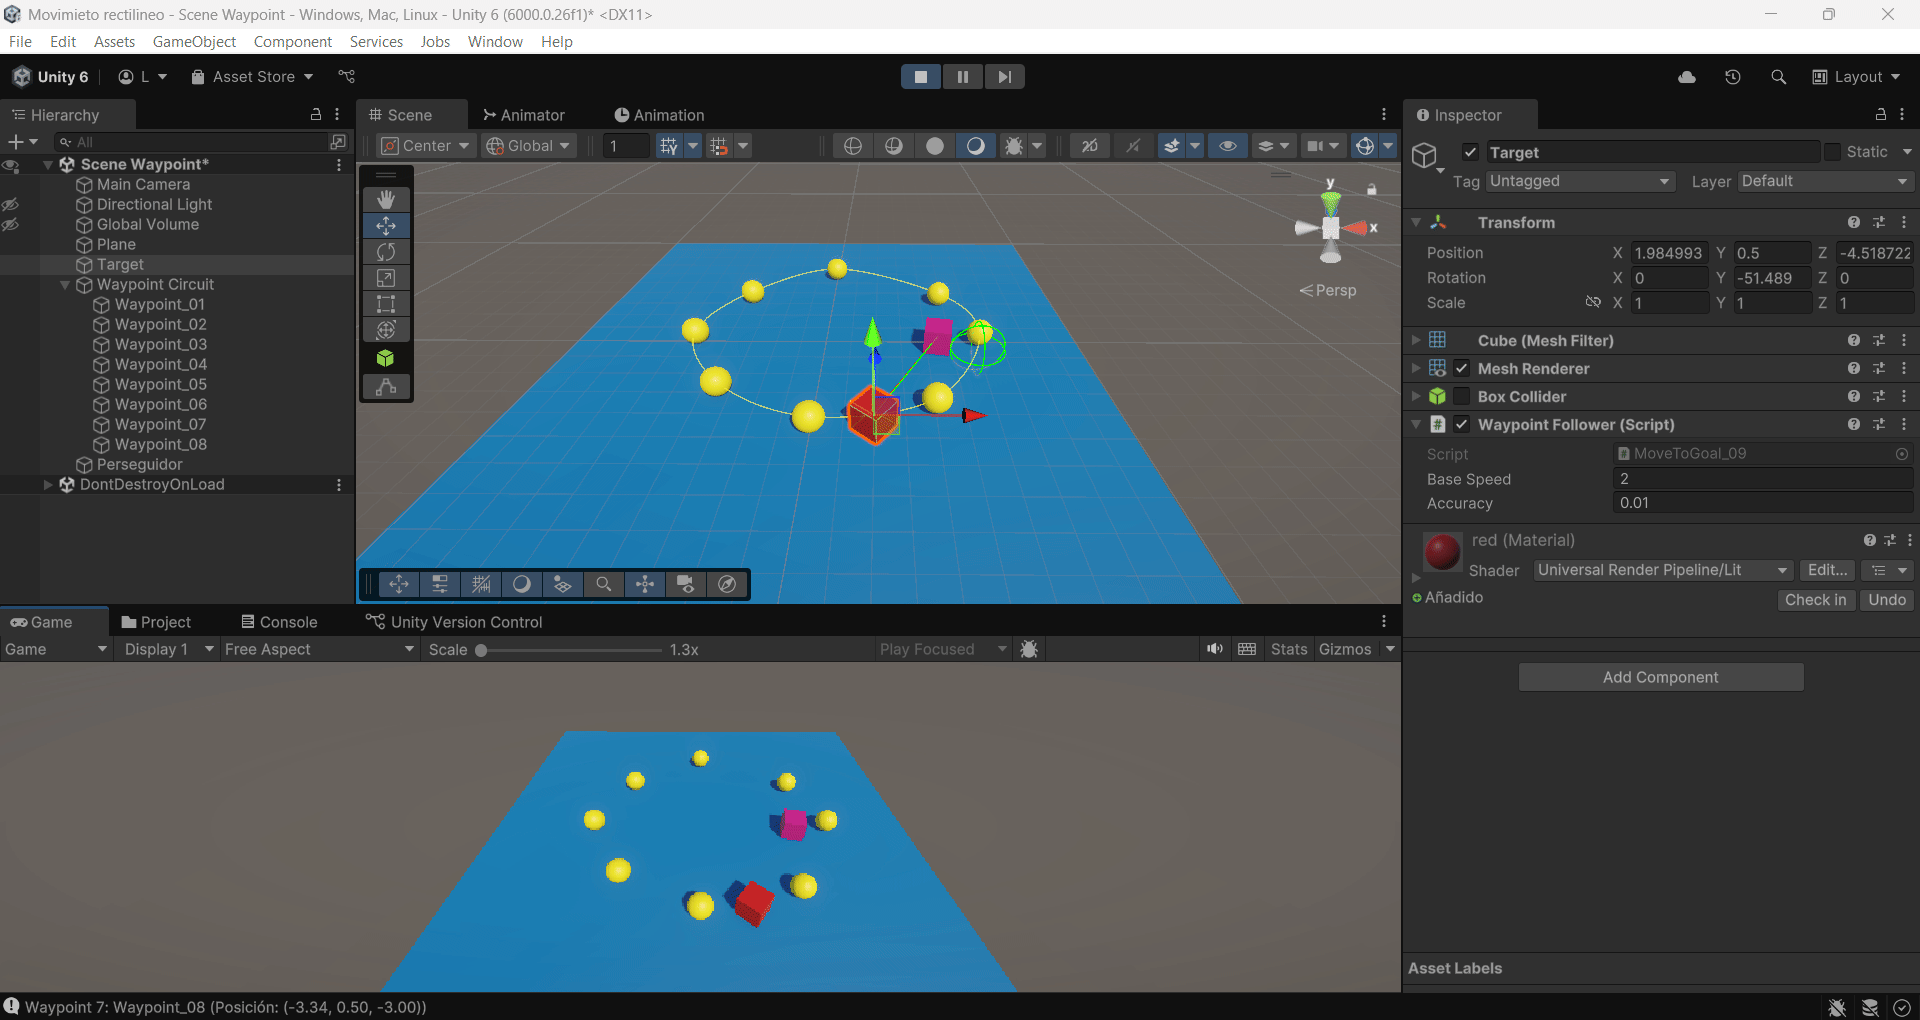 Movimieto rectilineo - Scene Waypoint - Windows, Mac, Linux - Unity 6 (6000.0.26f1)* <DX11>
File Edit Assets GameObject Component Services Jobs Window Help
Unity 6 L Asset Store Layout
Hierarchy
All
Scene Waypoint*
Main Camera
Directional Light
Global Volume
Plane
Target
Waypoint Circuit
Waypoint_01
Waypoint_02
Waypoint_03
Waypoint_04
Waypoint_05
Waypoint_06
Waypoint_07
Waypoint_08
Perseguidor
DontDestroyOnLoad
Scene Animator Animation
Center Global 1 2D
y
x
Persp
Inspector
Target Static
Tag Untagged Layer Default
Transform
Position X 1.984993 Y 0.5 Z -4.518722
Rotation X 0 Y -51.489 Z 0
Scale X 1 Y 1 Z 1
Cube (Mesh Filter)
Mesh Renderer
Box Collider
# Waypoint Follower (Script)
Script MoveToGoal_09
Base Speed 2
Accuracy 0.01
red (Material)
Shader Universal Render Pipeline/Lit Edit...
Añadido Check in Undo
Add Component
Asset Labels
Game Project Console Unity Version Control
Game Display 1 Free Aspect Scale 1.3x Play Focused Stats Gizmos
Waypoint 7: Waypoint_08 (Posición: (-3.34, 0.50, -3.00))